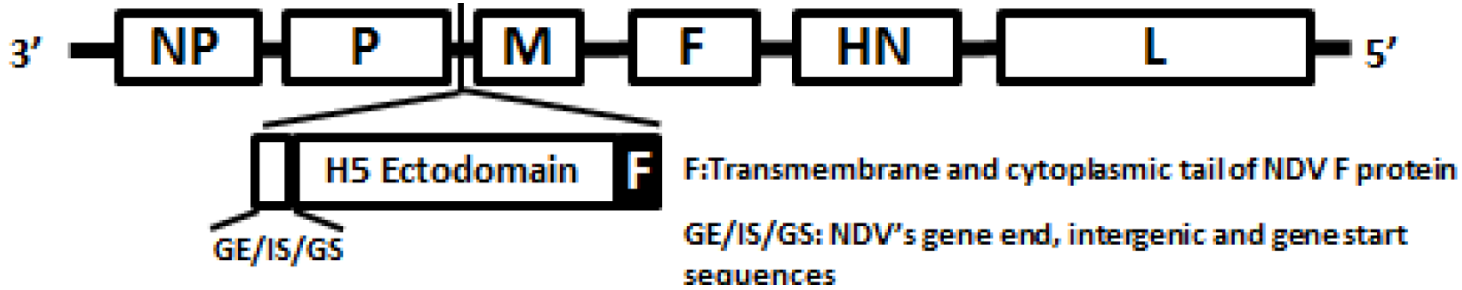 3’ NP P M F HN L 5’
H5 Ectodomain F F:Transmembrane and cytoplasmic tail of NDV F protein
GE/IS/GS GE/IS/GS: NDV’s gene end, intergenic and gene start
sequences